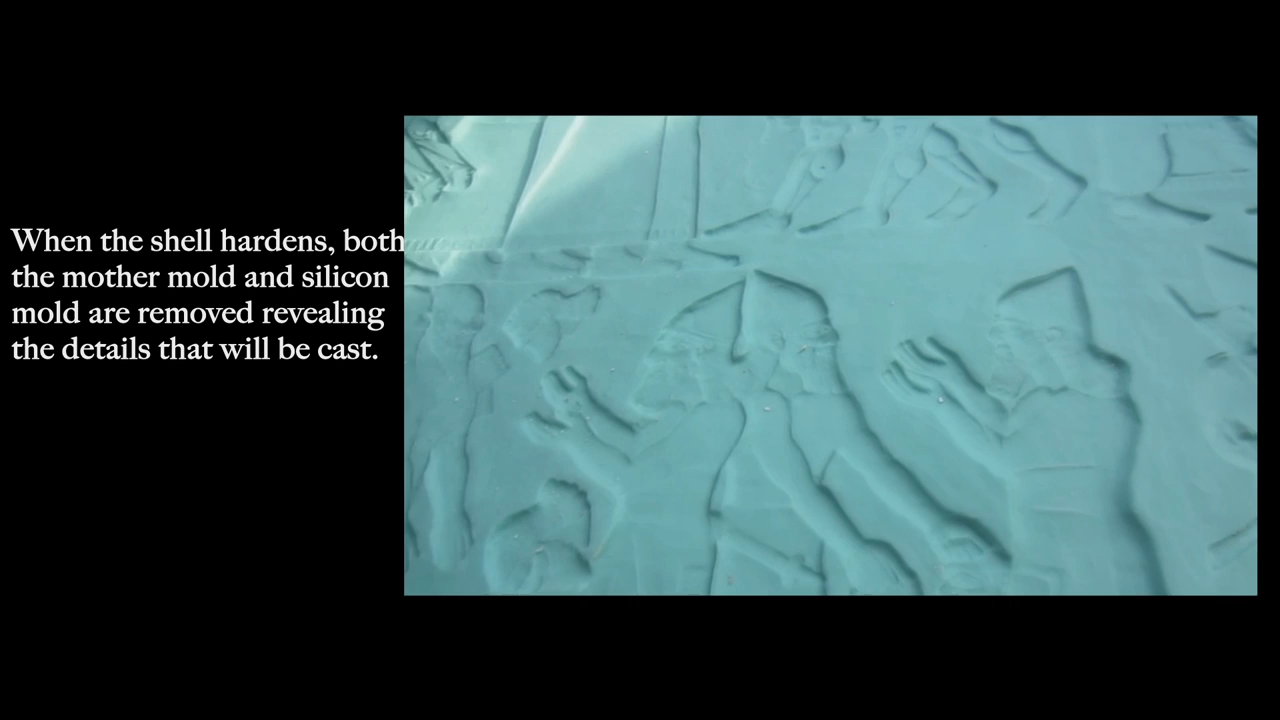 When the shell hardens, both
the mother mold and silicon
mold are removed revealing
the details that will be cast.